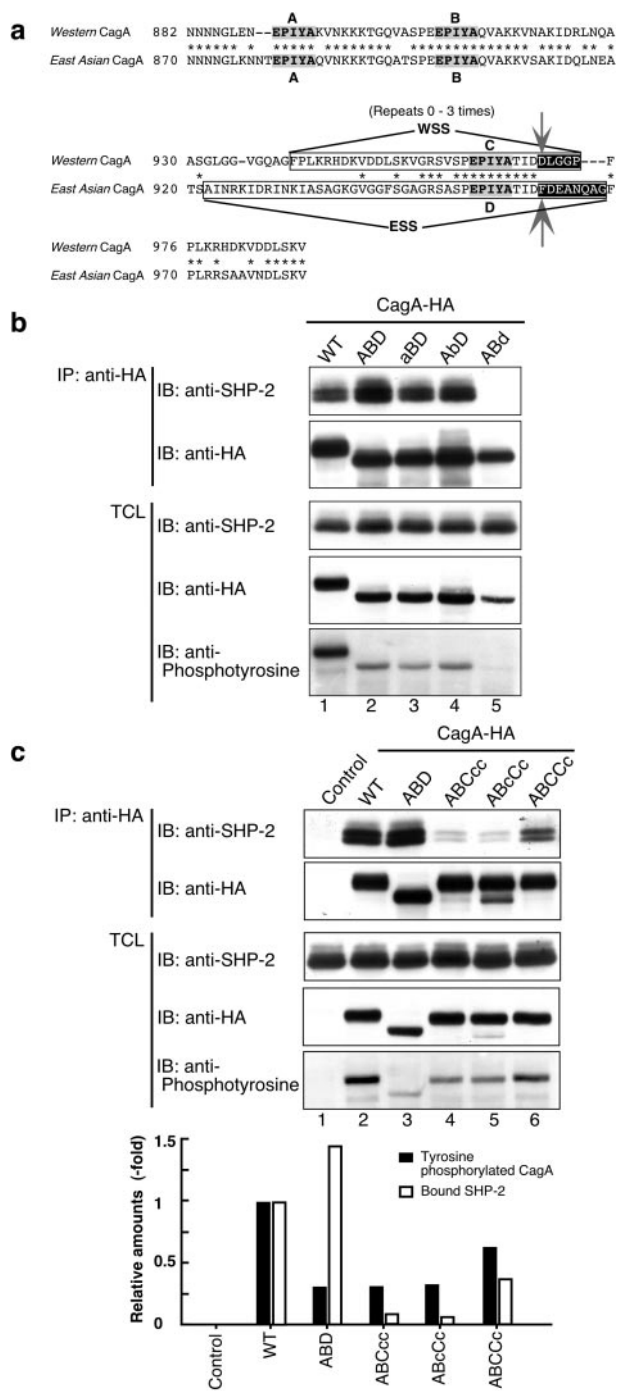 a
A B
Western CagA 882 NNNNGLEN--EPIYAKVNKKKTGQVASPEEPIYAQVAKKVNAKIDRLNQA
***** ** ****** ******** **************** **** ** *
East Asian CagA 870 NNNNGLKNNTEPIYAQVNKKKTGQATSPEEPIYAQVAKKVSAKIDQLNEA
A B
(Repeats 0 - 3 times)
WSS
C
Western CagA 930 ASGLGG-VGQAGFPLKRHDKVDDLSKVGRSVSPEPIYATIDDLGGP---F
East Asian CagA 920 TSAINRKIDRINKIASAGKGVGGFSGAGRSASPEPIYATIDFDEANQAGF
D
ESS
Western CagA 976 PLKRHDKVDDLSKV
East Asian CagA 970 PLRRSAAVNDLSKV
b
CagA-HA
WT ABD aBD AbD ABd
IP: anti-HA
IB: anti-SHP-2
IB: anti-HA
TCL
IB: anti-SHP-2
IB: anti-HA
IB: anti-
Phosphotyrosine
1 2 3 4 5
c
CagA-HA
Control WT ABD ABCcc ABcCc ABCCc
IP: anti-HA
IB: anti-SHP-2
IB: anti-HA
TCL
IB: anti-SHP-2
IB: anti-HA
IB: anti-
Phosphotyrosine
1 2 3 4 5 6
Relative amounts (-fold)
1.5
1
0.5
0
Tyrosine
phosphorylated CagA
Bound SHP-2
Control WT ABD ABCcc ABcCc ABCCc